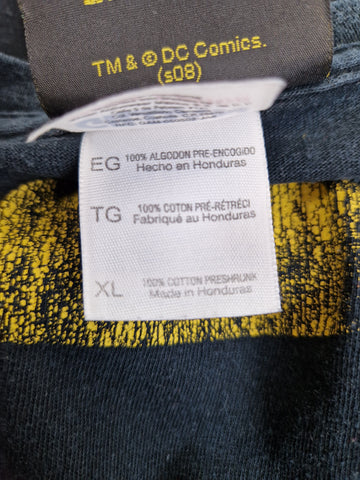 TM & © DC Comics.
(s08)
EG 100% ALGODON PRE-ENCOGIDO
Hecho en Honduras
TG 100% COTON PRÉ-RÉTRÉCI
Fabriqué au Honduras
XL 100% COTTON PRESHRUNK
Made in Honduras